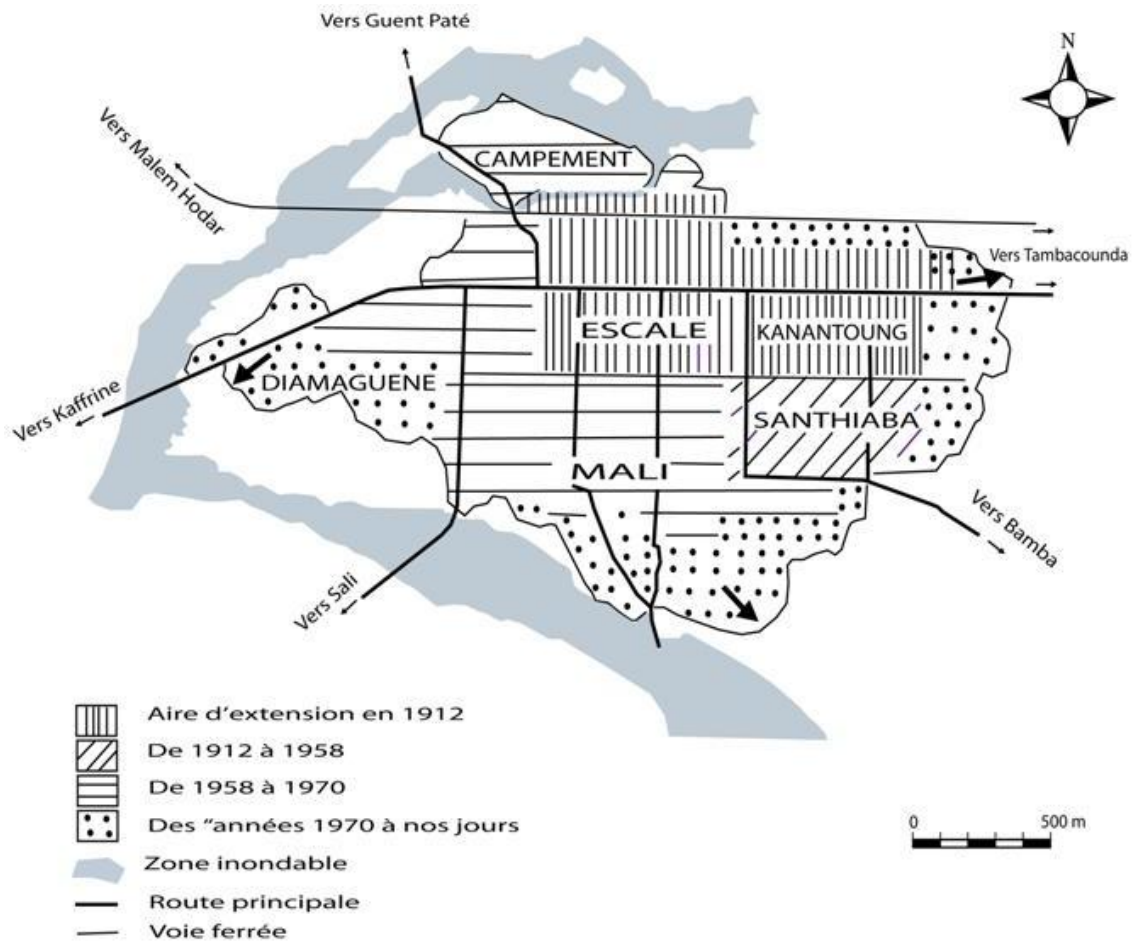 Vers Guent Paté
N
Vers Malem Hodar
CAMPEMENT
Vers Tambacounda
ESCALE
KANANTOUNG
Vers Kaffrine
DIAMAGUENE
SANTHIABA
MALI
Vers Bamba
Vers Sali
Aire d'extension en 1912
De 1912 à 1958
De 1958 à 1970
Des "années 1970 à nos jours
Zone inondable
Route principale
Voie ferrée
0 500 m